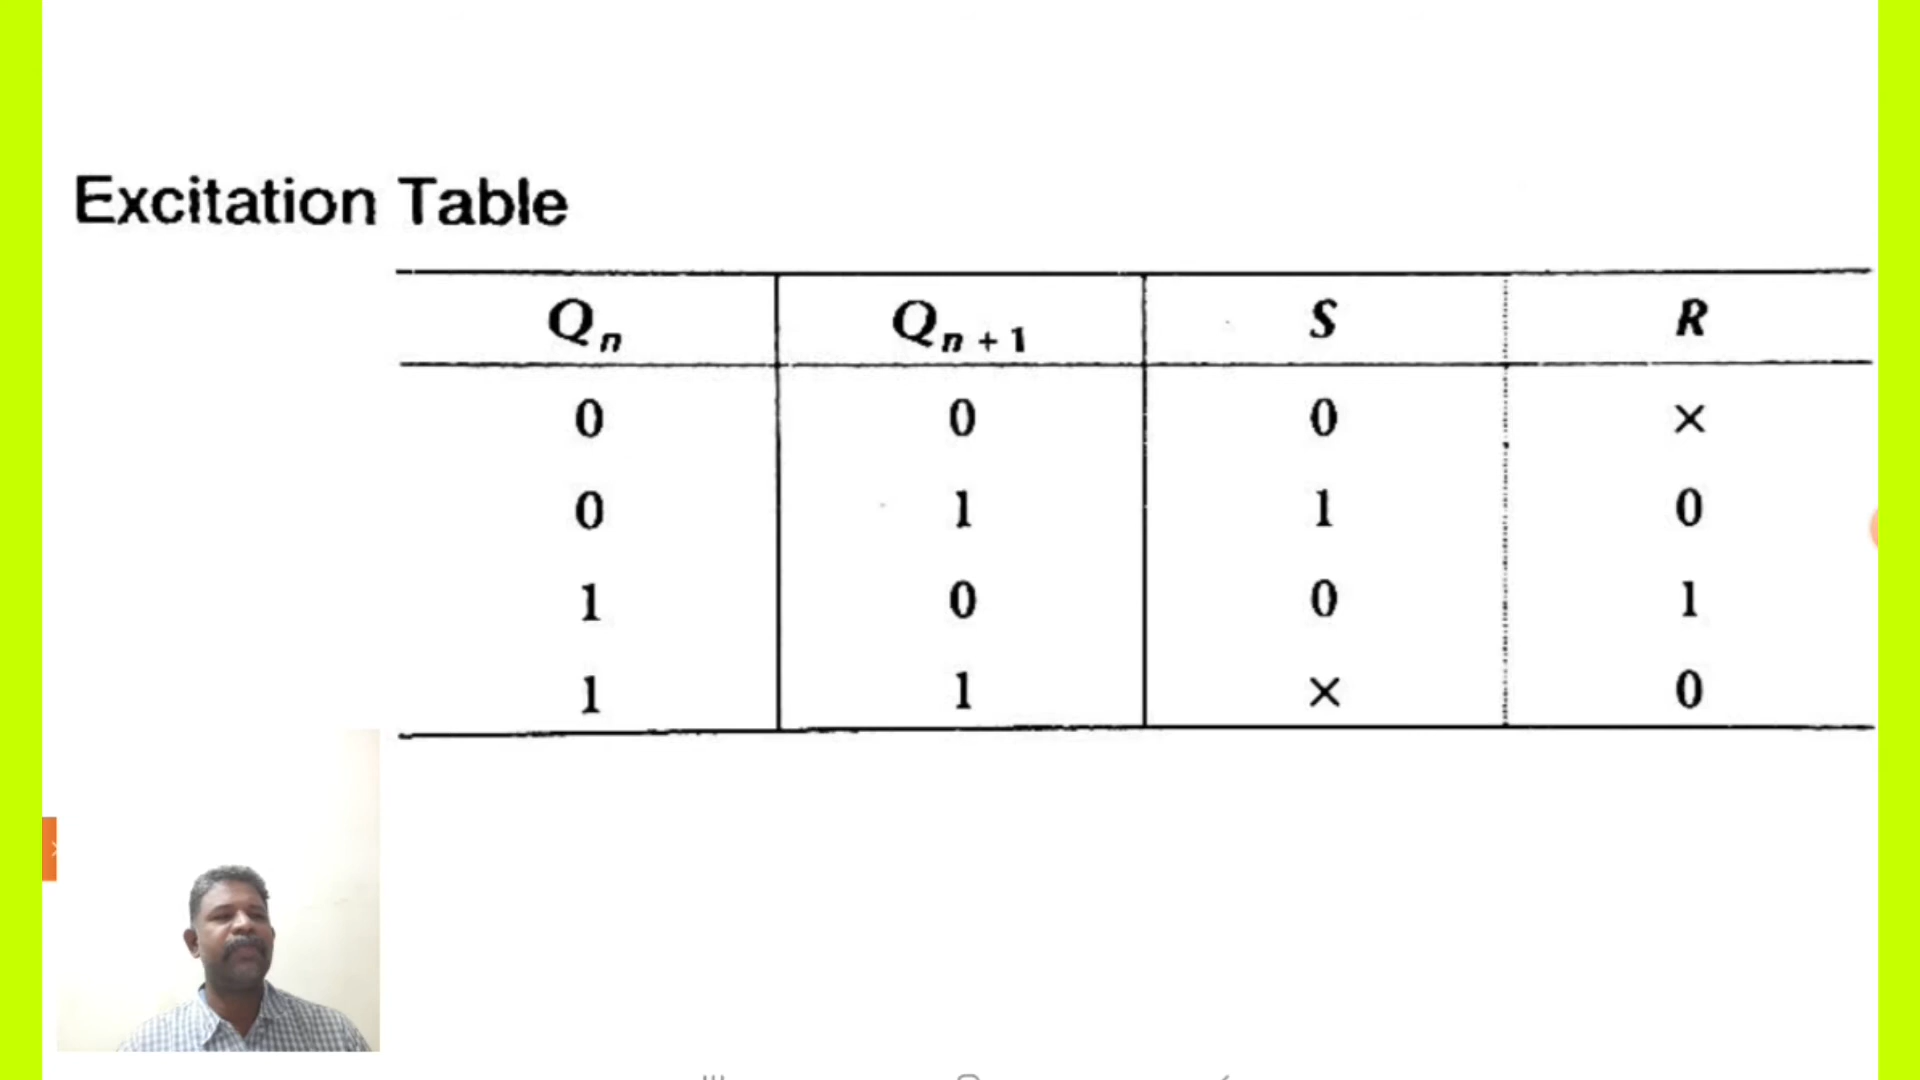 Excitation Table
Qn Qn + 1 S R
0 0 0 ×
0 1 1 0
1 0 0 1
1 1 × 0